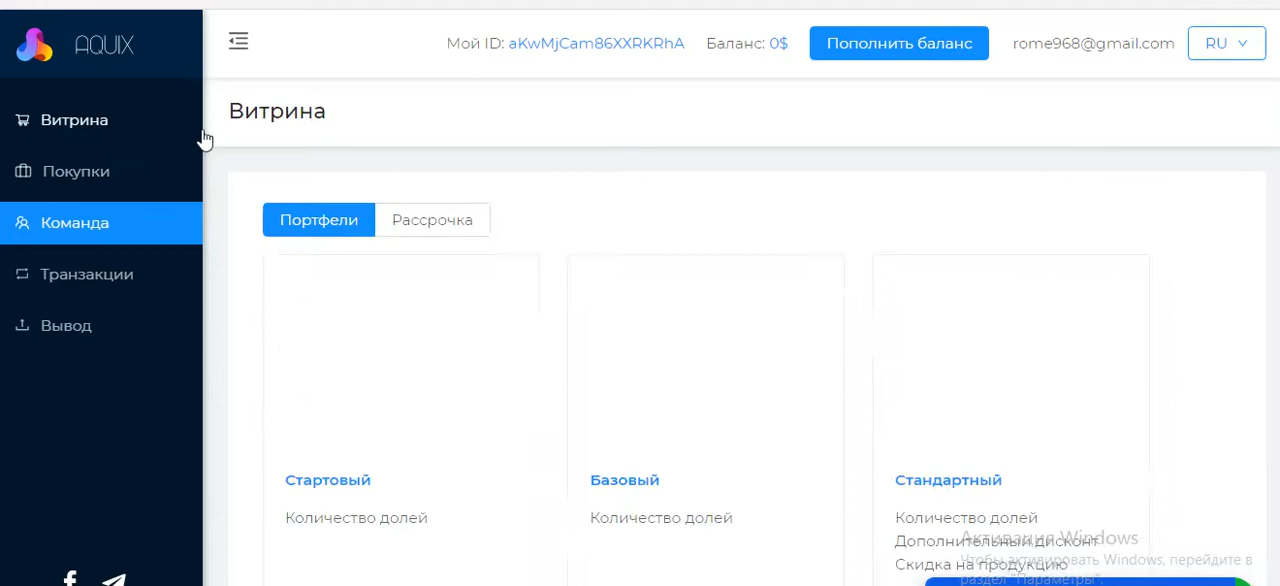 AQUIX
Мой ID: aKwMjCam86XXRKRhA Баланс: 0$ Пополнить баланс rome968@gmail.com RU
Витрина
Покупки
Команда
Транзакции
Вывод
Витрина
Портфели Рассрочка
Стартовый
Количество долей
Базовый
Количество долей
Стандартный
Количество долей
Дополнительный дисконт
Скидка на продукцию
Активация Windows
Чтобы активировать Windows, перейдите в
раздел "Параметры".